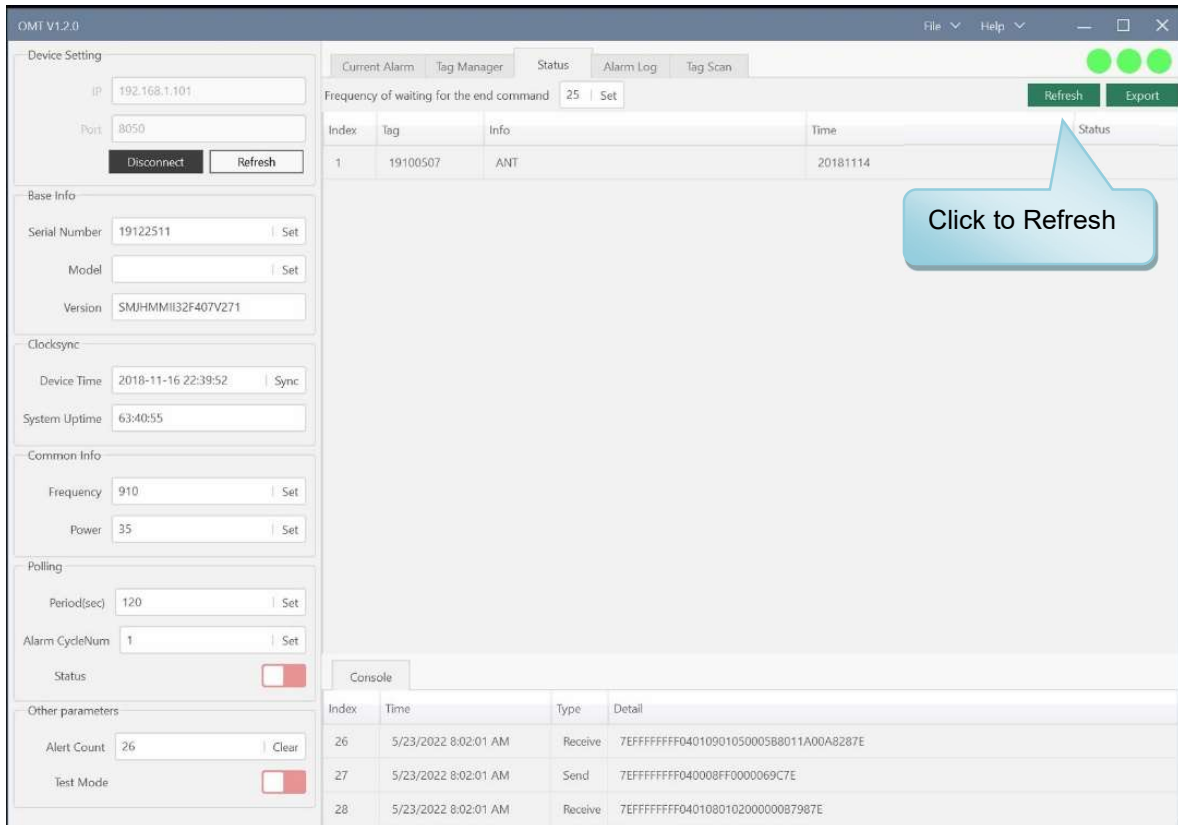 OMT V1.2.0
File Help
Device Setting
IP 192.168.1.101
Port 8050
Disconnect Refresh
Base Info
Serial Number 19122511 Set
Model Set
Version SMJHMMII32F407V271
Clocksync
Device Time 2018-11-16 22:39:52 Sync
System Uptime 63:40:55
Common Info
Frequency 910 Set
Power 35 Set
Polling
Period(sec) 120 Set
Alarm CycleNum 1 Set
Status
Other parameters
Alert Count 26 Clear
Test Mode
Current Alarm Tag Manager Status Alarm Log Tag Scan
Frequency of waiting for the end command 25 Set Refresh Export
Index Tag Info Time Status
1 19100507 ANT 20181114
Click to Refresh
Console
Index Time Type Detail
26 5/23/2022 8:02:01 AM Receive 7EFFFFFFFF04010901050005B8011A00A8287E
27 5/23/2022 8:02:01 AM Send 7EFFFFFFFF040008FF0000069C7E
28 5/23/2022 8:02:01 AM Receive 7EFFFFFFFF0401080102000000B7987E